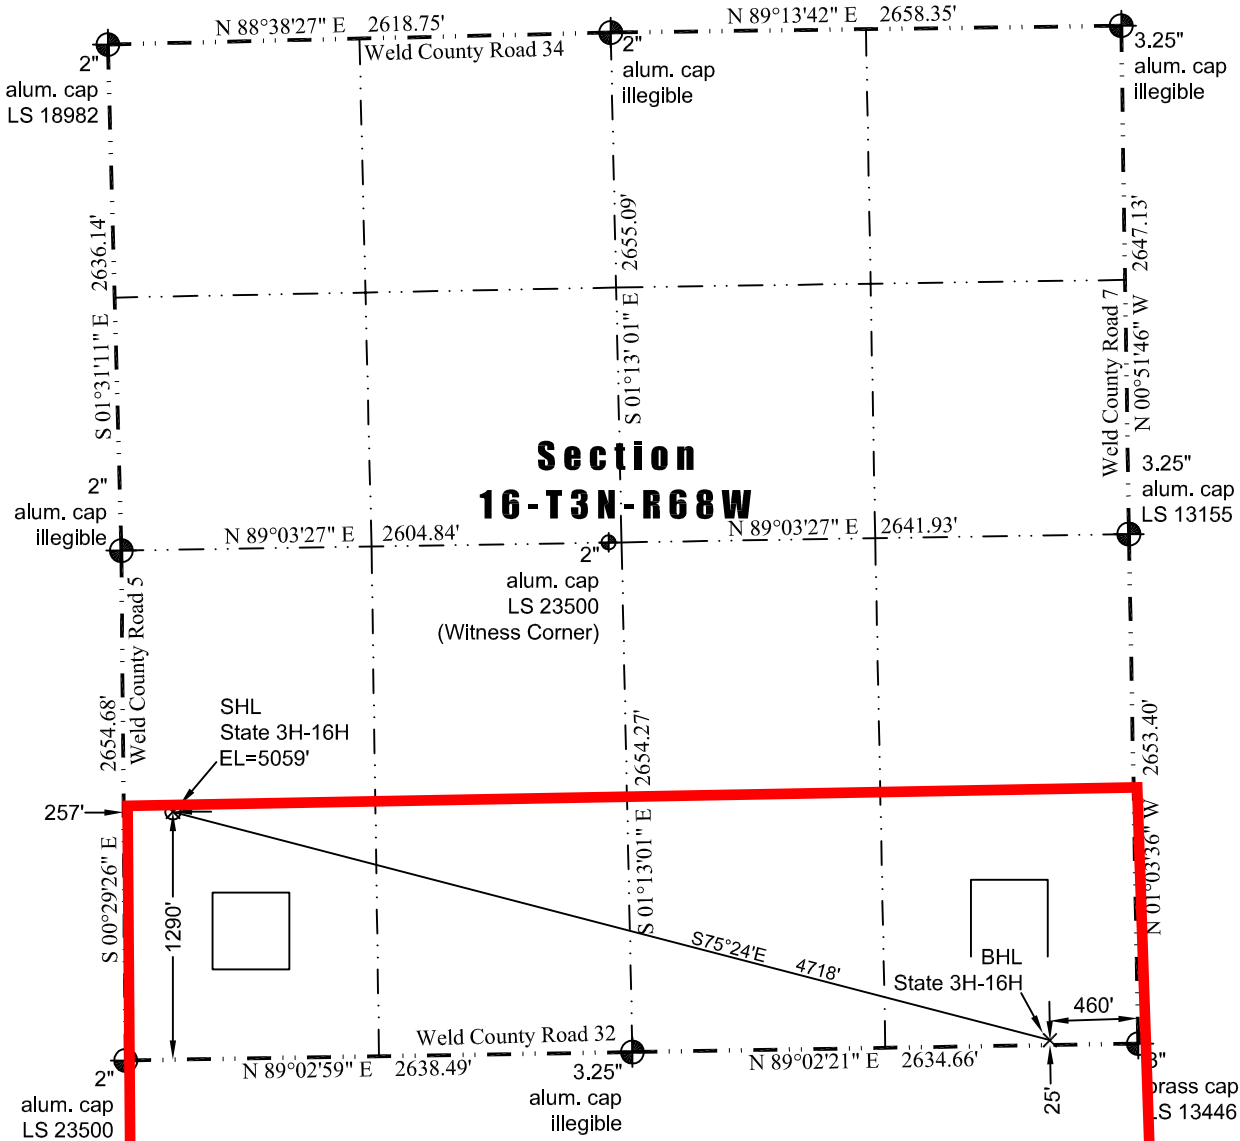 N 88°38'27" E 2618.75'
N 89°13'42" E 2658.35'
Weld County Road 34
2"
alum. cap
LS 18982
2"
alum. cap
illegible
3.25"
alum. cap
illegible
2636.14'
S 01°31'11" E
2655.09'
S 01°13' 01" E
2647.13'
N 00°51'46" W
Weld County Road 7
Section
16-T3N-R68W
2"
alum. cap
illegible
N 89°03'27" E 2604.84'
N 89°03'27" E 2641.93'
3.25"
alum. cap
LS 13155
2"
alum. cap
LS 23500
(Witness Corner)
Weld County Road 5
2654.68'
S 00°29'26" E
SHL
State 3H-16H
EL=5059'
2654.27'
S 01°13'01" E
2653.40'
N 01°03'36" W
257'
1290'
S75°24'E 4718'
BHL
State 3H-16H
460'
25'
Weld County Road 32
N 89°02'59" E 2638.49'
N 89°02'21" E 2634.66'
2"
alum. cap
LS 23500
3.25"
alum. cap
illegible
3"
brass cap
LS 13446